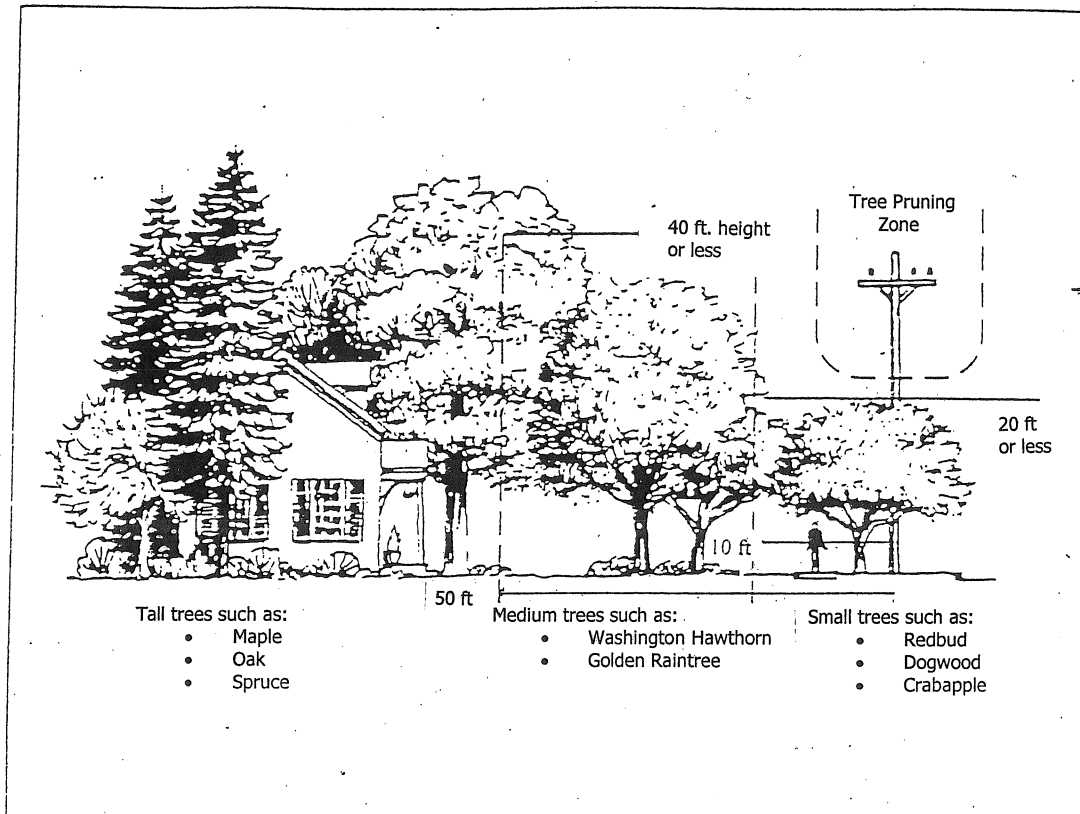 Tree Pruning
Zone
40 ft. height
or less
20 ft
or less
10 ft
50 ft
Tall trees such as:
• Maple
• Oak
• Spruce
Medium trees such as:
• Washington Hawthorn
• Golden Raintree
Small trees such as:
• Redbud
• Dogwood
• Crabapple